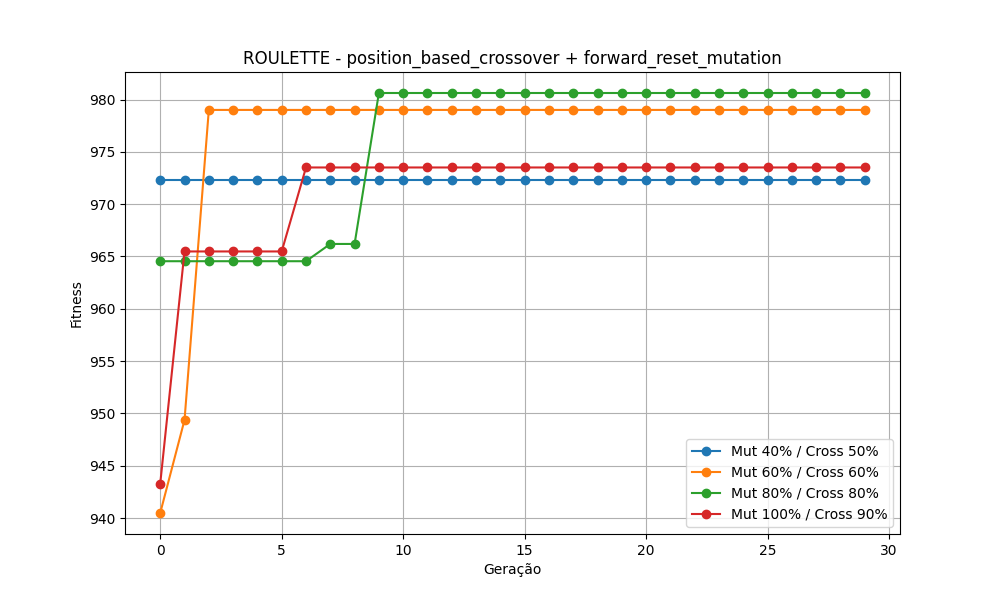 ROULETTE - position_based_crossover + forward_reset_mutation
Fitness
980
975
970
965
960
955
950
945
940
0 5 10 15 20 25 30
Geração
Mut 40% / Cross 50%
Mut 60% / Cross 60%
Mut 80% / Cross 80%
Mut 100% / Cross 90%